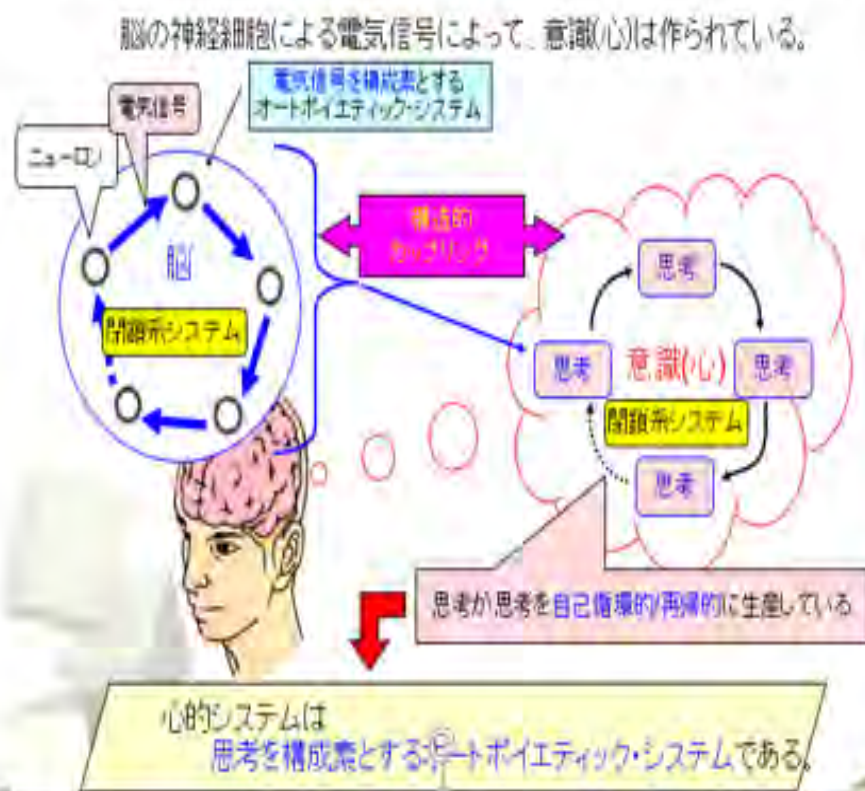 脳の神経細胞による電気信号によって、意識(心)は作られている。
電気信号を構成素とする
オートポイエティック・システム
電気信号
ニューロン
構造的
カップリング
脳
閉鎖系システム
思考
思考
意識(心)
思考
閉鎖系システム
思考
思考が思考を自己循環的/再帰的に生産している
心的システムは
思考を構成素とするオートポイエティック・システムである。